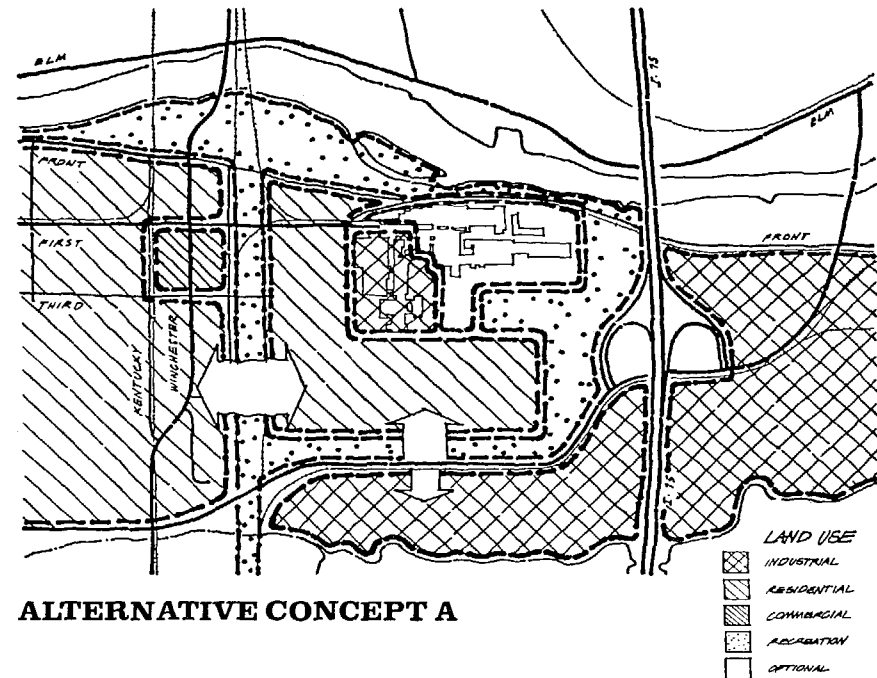 ELM
I-75
ELM
FRONT
FRONT
FIRST
THIRD
KENTUCKY
WINCHESTER
I-75
LAND USE
INDUSTRIAL
RESIDENTIAL
COMMERCIAL
RECREATION
OPTIONAL
ALTERNATIVE CONCEPT A